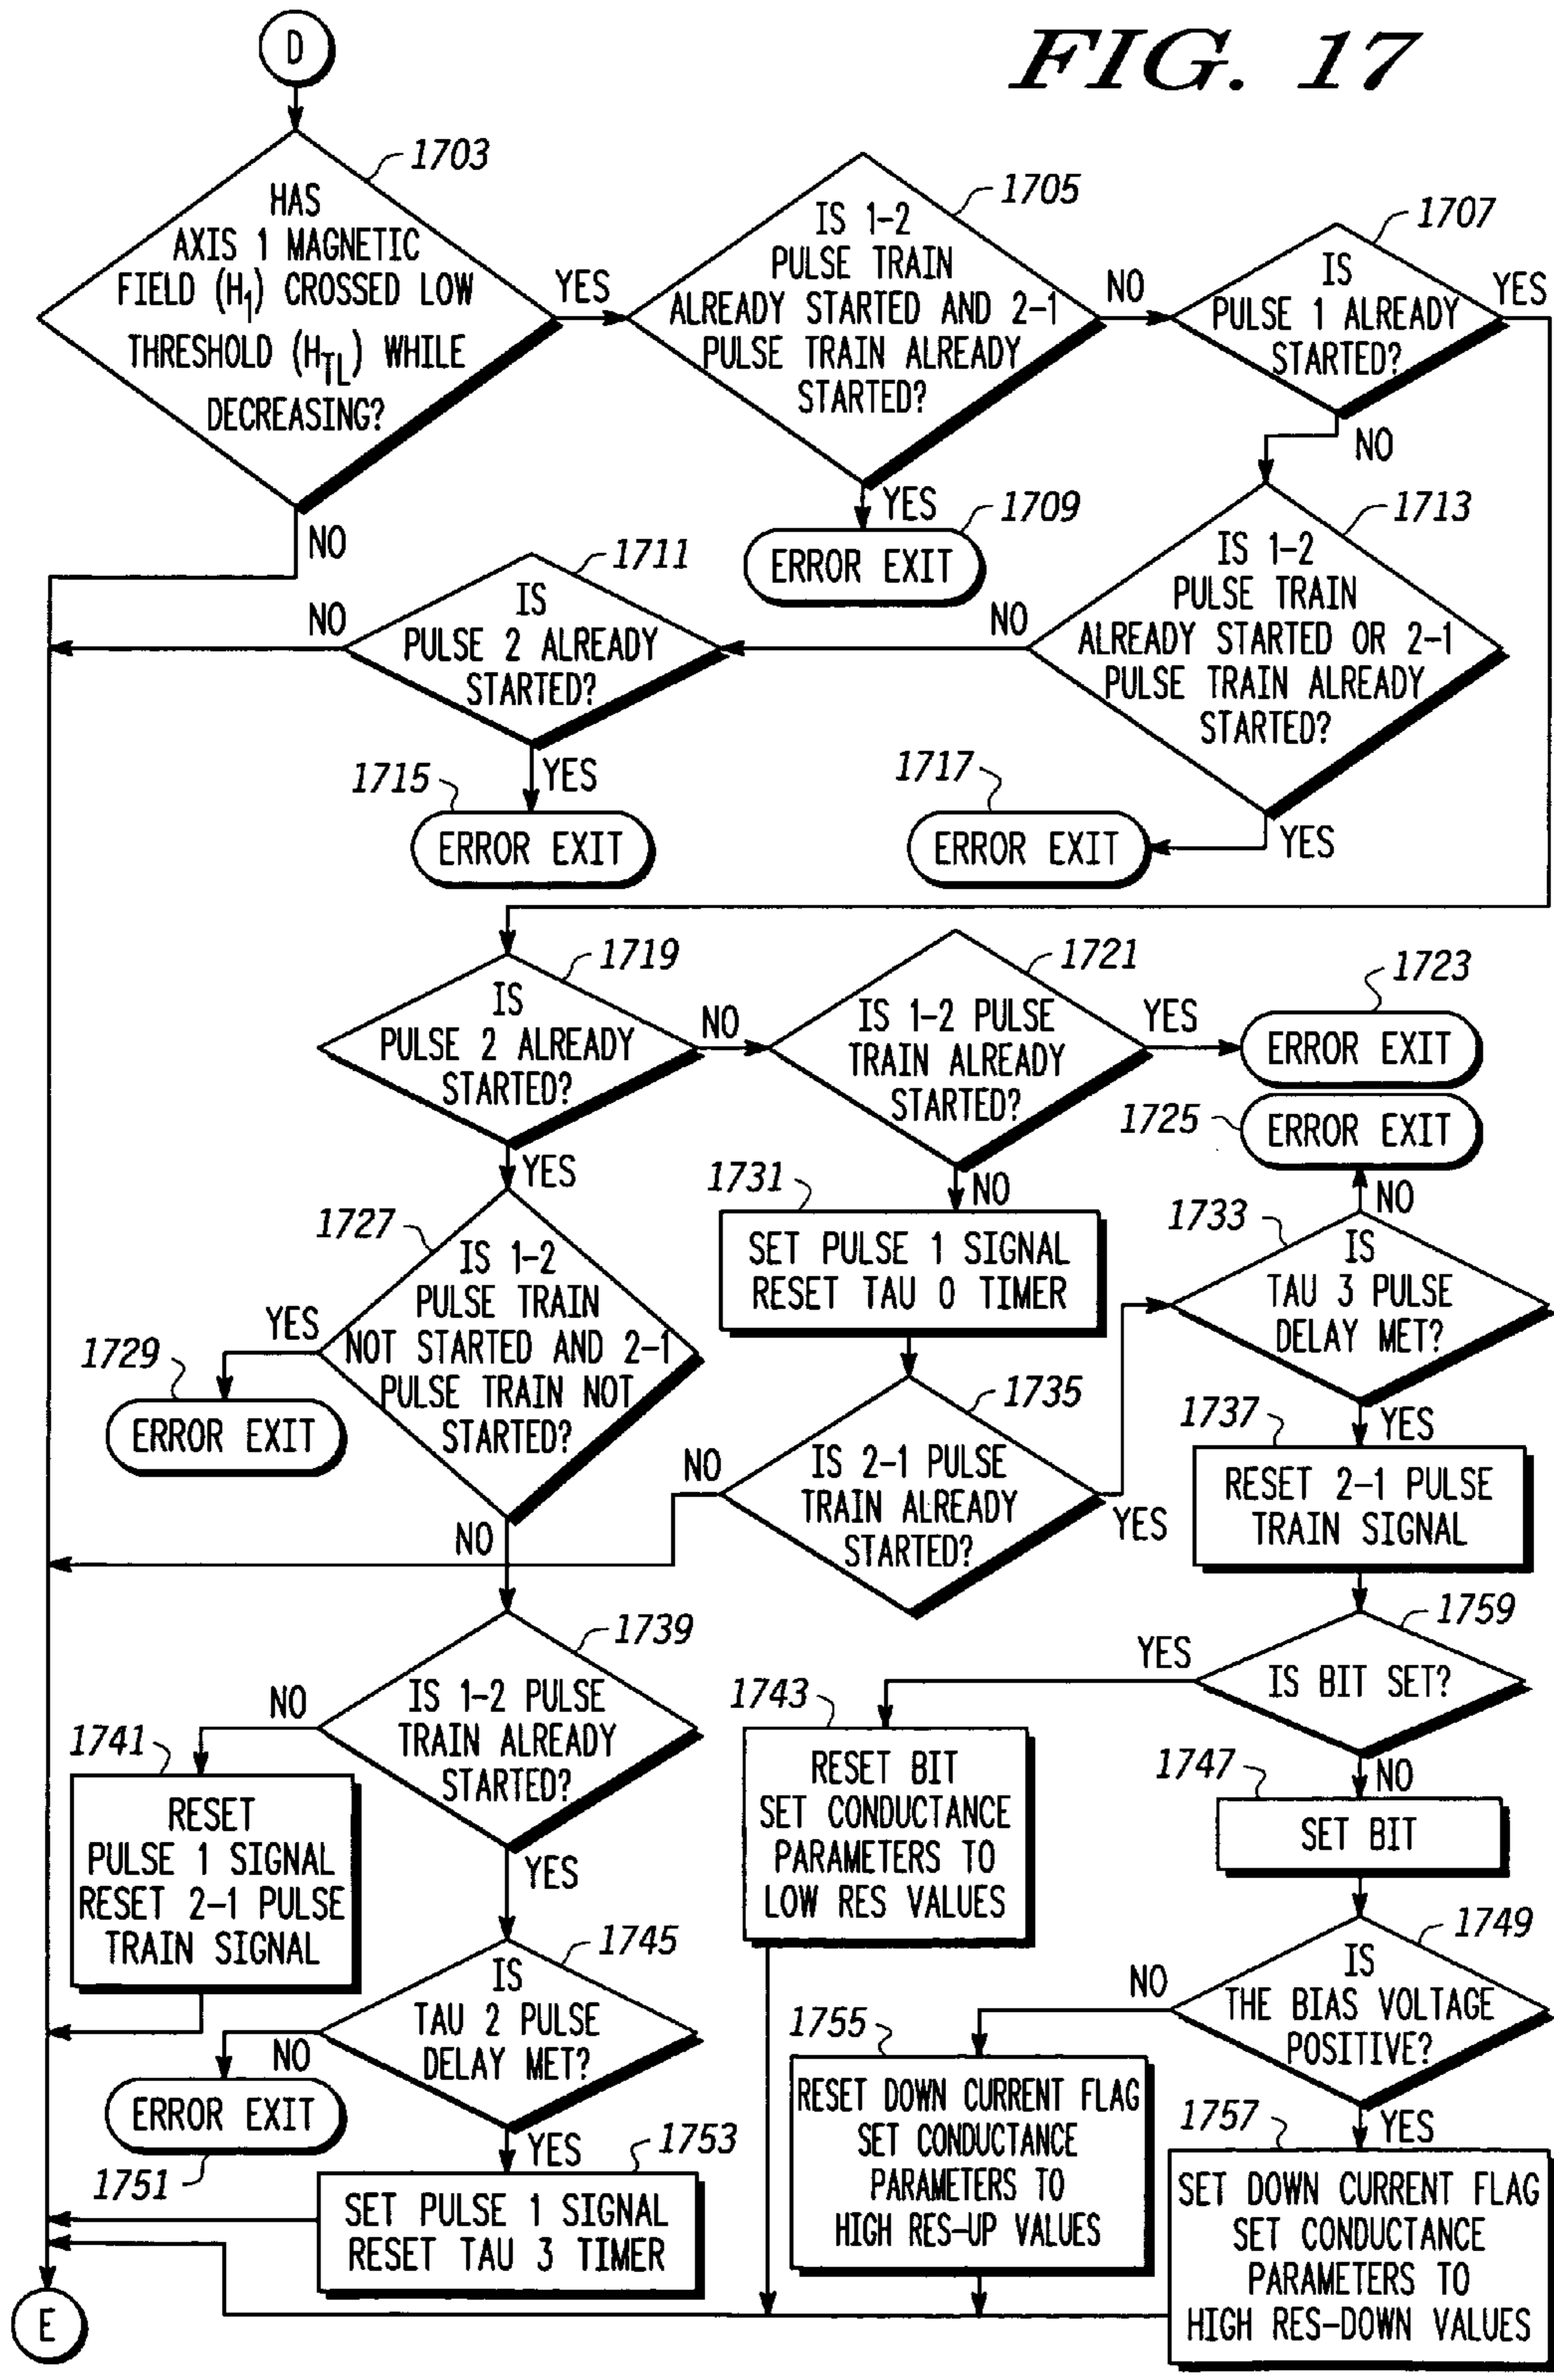 FIG. 17
D
1703
HAS
AXIS 1 MAGNETIC
FIELD (H1) CROSSED LOW
THRESHOLD (HTL) WHILE
DECREASING?
YES
NO
1705
IS 1-2
PULSE TRAIN
ALREADY STARTED AND 2-1
PULSE TRAIN ALREADY
STARTED?
NO
YES
1707
IS
PULSE 1 ALREADY
STARTED?
YES
NO
1709
ERROR EXIT
1711
IS
PULSE 2 ALREADY
STARTED?
NO
YES
1713
IS 1-2
PULSE TRAIN
ALREADY STARTED OR 2-1
PULSE TRAIN ALREADY
STARTED?
NO
YES
1715
ERROR EXIT
1717
ERROR EXIT
1719
IS
PULSE 2 ALREADY
STARTED?
NO
YES
1721
IS 1-2 PULSE
TRAIN ALREADY
STARTED?
YES
NO
1723
ERROR EXIT
1725
ERROR EXIT
1727
IS 1-2
PULSE TRAIN
NOT STARTED AND 2-1
PULSE TRAIN NOT
STARTED?
YES
NO
1729
ERROR EXIT
1731
SET PULSE 1 SIGNAL
RESET TAU 0 TIMER
1733
NO
IS
TAU 3 PULSE
DELAY MET?
YES
1735
IS 2-1 PULSE
TRAIN ALREADY
STARTED?
NO
YES
1737
RESET 2-1 PULSE
TRAIN SIGNAL
1739
IS 1-2 PULSE
TRAIN ALREADY
STARTED?
NO
YES
1759
IS BIT SET?
YES
NO
1741
RESET
PULSE 1 SIGNAL
RESET 2-1 PULSE
TRAIN SIGNAL
1743
RESET BIT
SET CONDUCTANCE
PARAMETERS TO
LOW RES VALUES
1747
SET BIT
1745
IS
TAU 2 PULSE
DELAY MET?
NO
YES
1749
IS
THE BIAS VOLTAGE
POSITIVE?
NO
YES
1751
ERROR EXIT
1753
SET PULSE 1 SIGNAL
RESET TAU 3 TIMER
1755
RESET DOWN CURRENT FLAG
SET CONDUCTANCE
PARAMETERS TO
HIGH RES-UP VALUES
1757
SET DOWN CURRENT FLAG
SET CONDUCTANCE
PARAMETERS TO
HIGH RES-DOWN VALUES
E